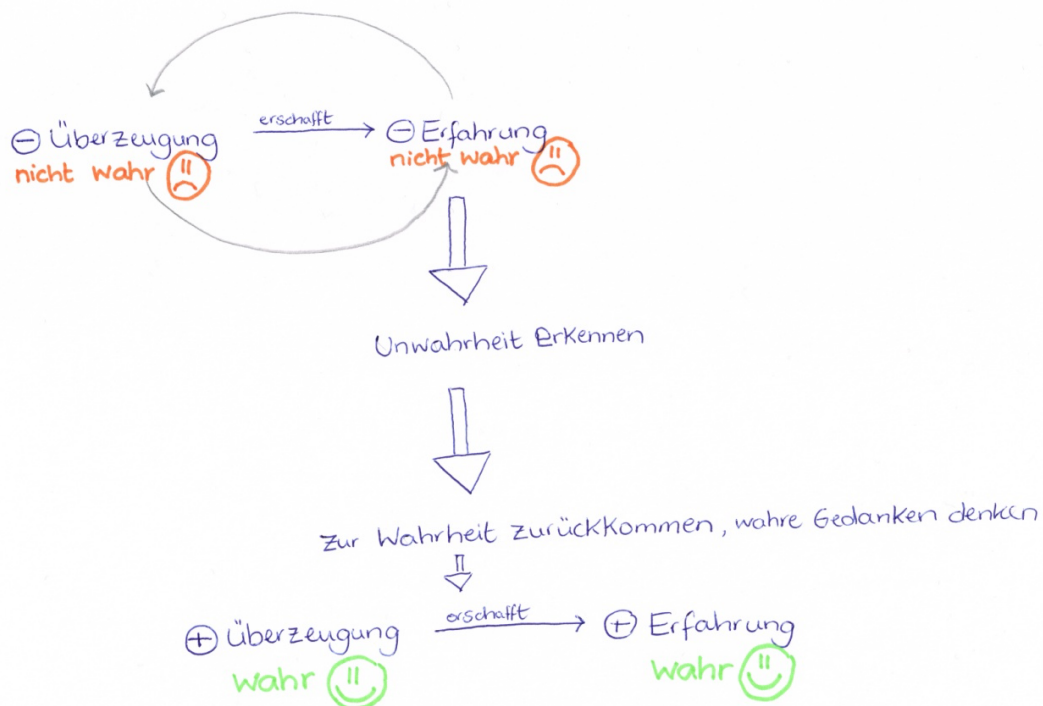 erschafft
⊖ Überzeugung ⊖ Erfahrung
nicht wahr nicht wahr
Unwahrheit erkennen
Zur Wahrheit zurückkommen, wahre Gedanken denken
erschafft
⊕ Überzeugung ⊕ Erfahrung
wahr wahr